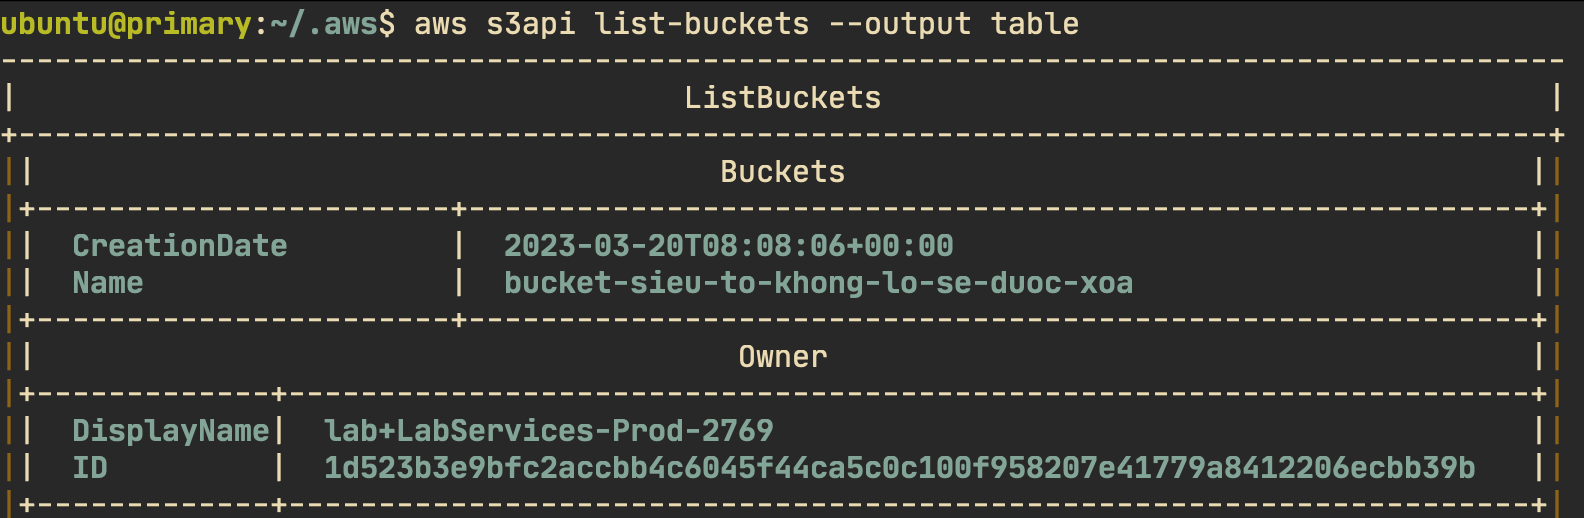 ubuntu@primary:~/.aws$ aws s3api list-buckets --output table
ListBuckets
Buckets
CreationDate | 2023-03-20T08:08:06+00:00
Name | bucket-sieu-to-khong-lo-se-duoc-xoa
Owner
DisplayName| lab+LabServices-Prod-2769
ID | 1d523b3e9bfc2accbb4c6045f44ca5c0c100f958207e41779a8412206ecbb39b